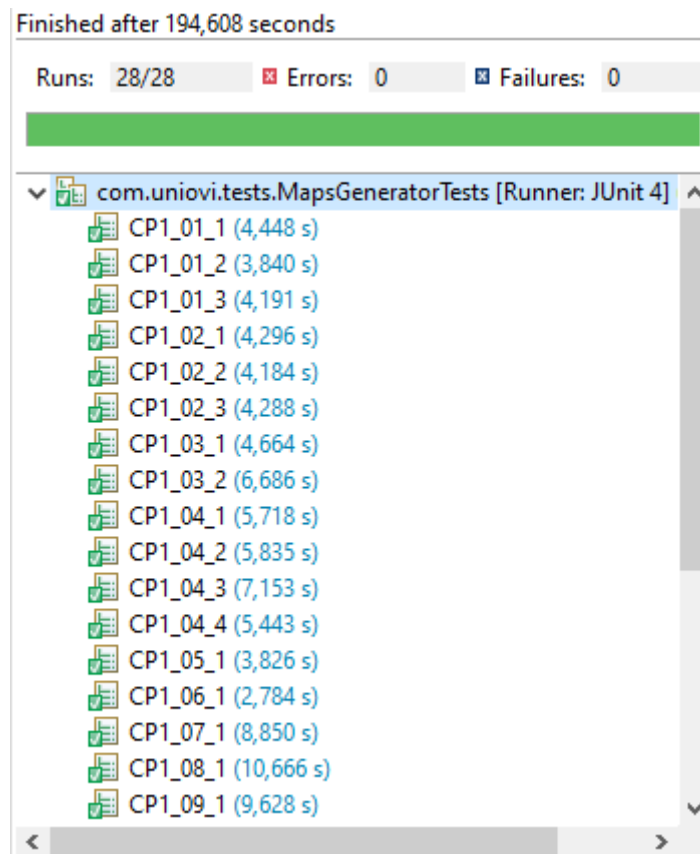 Finished after 194,608 seconds
Runs: 28/28 Errors: 0 Failures: 0
com.uniovi.tests.MapsGeneratorTests [Runner: JUnit 4]
CP1_01_1 (4,448 s)
CP1_01_2 (3,840 s)
CP1_01_3 (4,191 s)
CP1_02_1 (4,296 s)
CP1_02_2 (4,184 s)
CP1_02_3 (4,288 s)
CP1_03_1 (4,664 s)
CP1_03_2 (6,686 s)
CP1_04_1 (5,718 s)
CP1_04_2 (5,835 s)
CP1_04_3 (7,153 s)
CP1_04_4 (5,443 s)
CP1_05_1 (3,826 s)
CP1_06_1 (2,784 s)
CP1_07_1 (8,850 s)
CP1_08_1 (10,666 s)
CP1_09_1 (9,628 s)